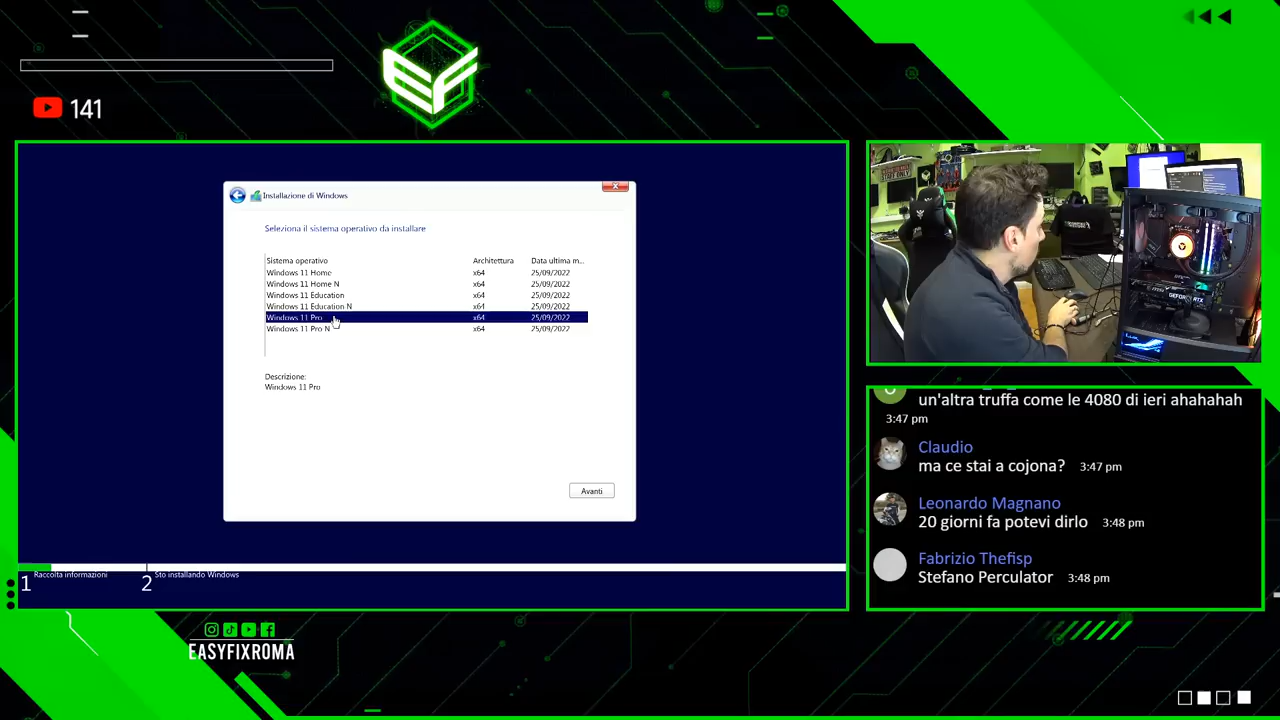 EF
141
Installazione di Windows
Seleziona il sistema operativo da installare
Sistema operativo Architettura Data ultima m...
Windows 11 Home x64 25/09/2022
Windows 11 Home N x64 25/09/2022
Windows 11 Education x64 25/09/2022
Windows 11 Education N x64 25/09/2022
Windows 11 Pro x64 25/09/2022
Windows 11 Pro N x64 25/09/2022
Descrizione:
Windows 11 Pro
Avanti
1 Raccolta informazioni 2 Sto installando Windows
GEFORCE RTX
un'altra truffa come le 4080 di ieri ahahahah
3:47 pm
Claudio
ma ce stai a cojona? 3:47 pm
Leonardo Magnano
20 giorni fa potevi dirlo 3:48 pm
Fabrizio Thefisp
Stefano Perculator 3:48 pm
EASYFIXROMA